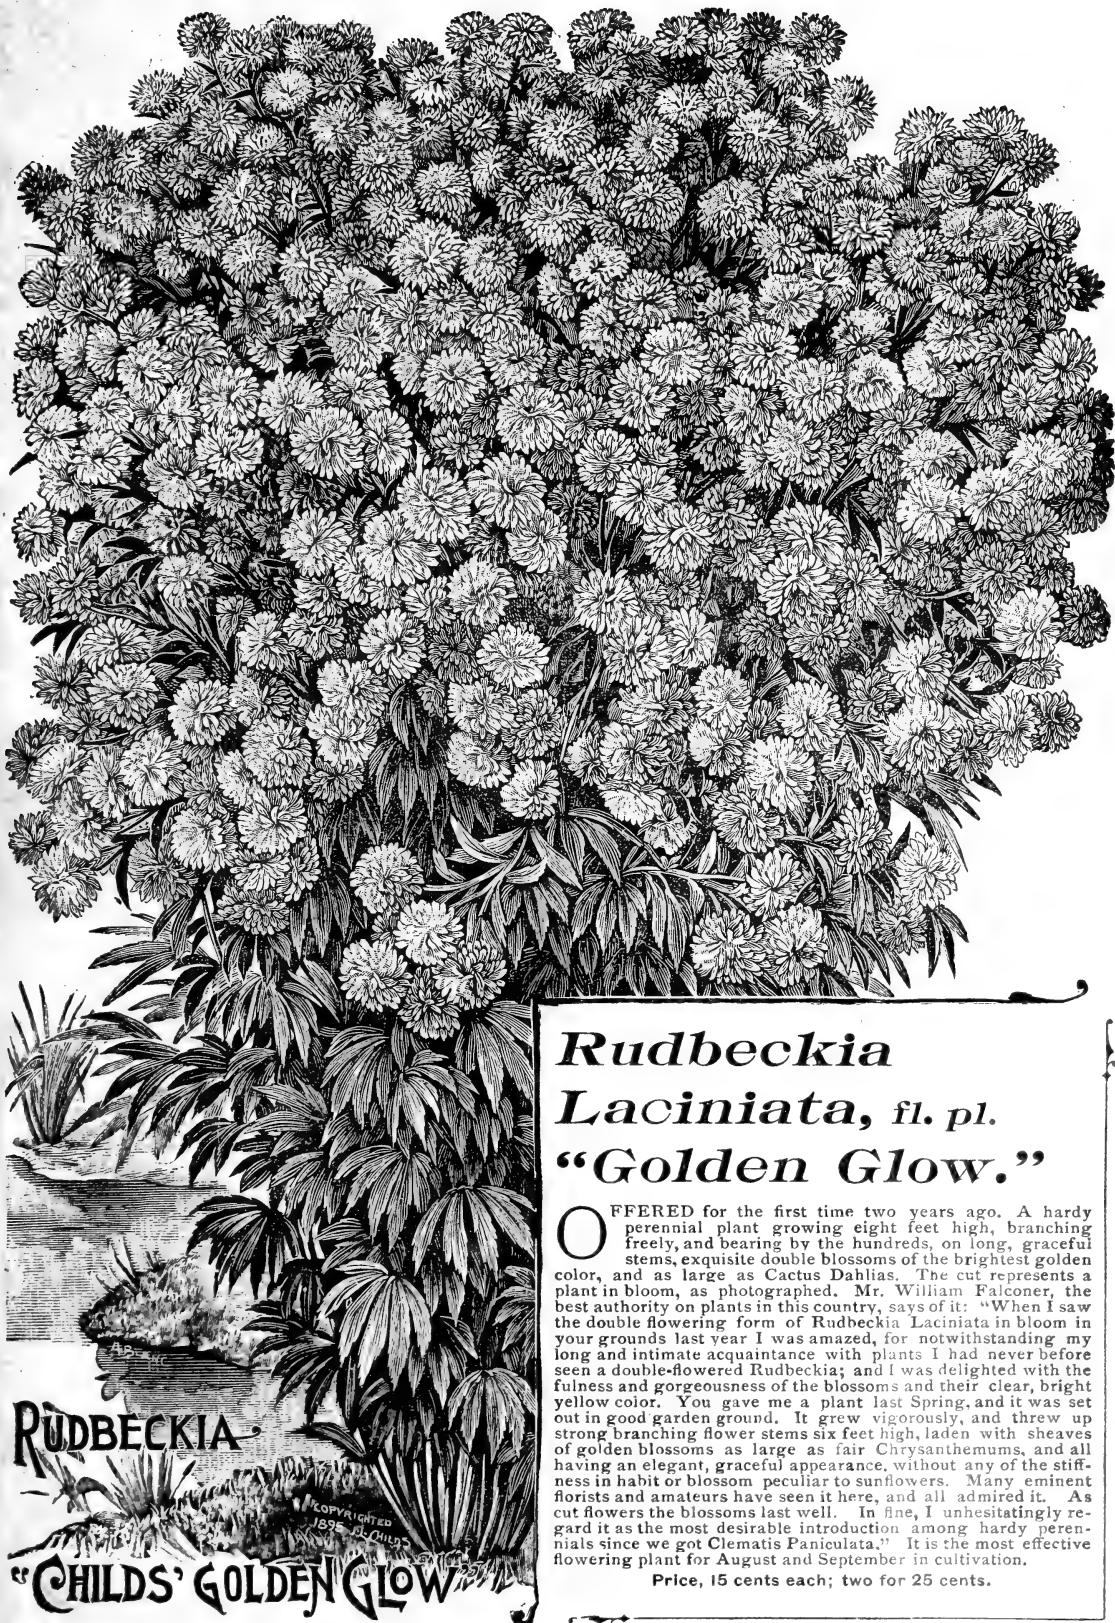 Rudbeckia
Laciniata, fl. pl.
“Golden Glow.”
OFFERED for the first time two years ago. A hardy
perennial plant growing eight feet high, branching
freely, and bearing by the hundreds, on long, graceful
stems, exquisite double blossoms of the brightest golden
color, and as large as Cactus Dahlias. The cut represents a
plant in bloom, as photographed. Mr. William Falconer, the
best authority on plants in this country, says of it: “When I saw
the double flowering form of Rudbeckia Laciniata in bloom in
your grounds last year I was amazed, for notwithstanding my
long and intimate acquaintance with plants I had never before
seen a double-flowered Rudbeckia; and I was delighted with the
fulness and gorgeousness of the blossoms and their clear, bright
yellow color. You gave me a plant last Spring, and it was set
out in good garden ground. It grew vigorously, and threw up
strong branching flower stems six feet high, laden with sheaves
of golden blossoms as large as fair Chrysanthemums, and all
having an elegant, graceful appearance, without any of the stiff-
ness in habit or blossom peculiar to sunflowers. Many eminent
florists and amateurs have seen it here, and all admired it. As
cut flowers the blossoms last well. In fine, I unhesitatingly re-
gard it as the most desirable introduction among hardy peren-
nials since we got Clematis Paniculata.” It is the most effective
flowering plant for August and September in cultivation.
Price, 15 cents each; two for 25 cents.
RUDBECKIA
COPYRIGHTED
1895 J.L. CHILDS
“CHILDS’ GOLDEN GLOW”